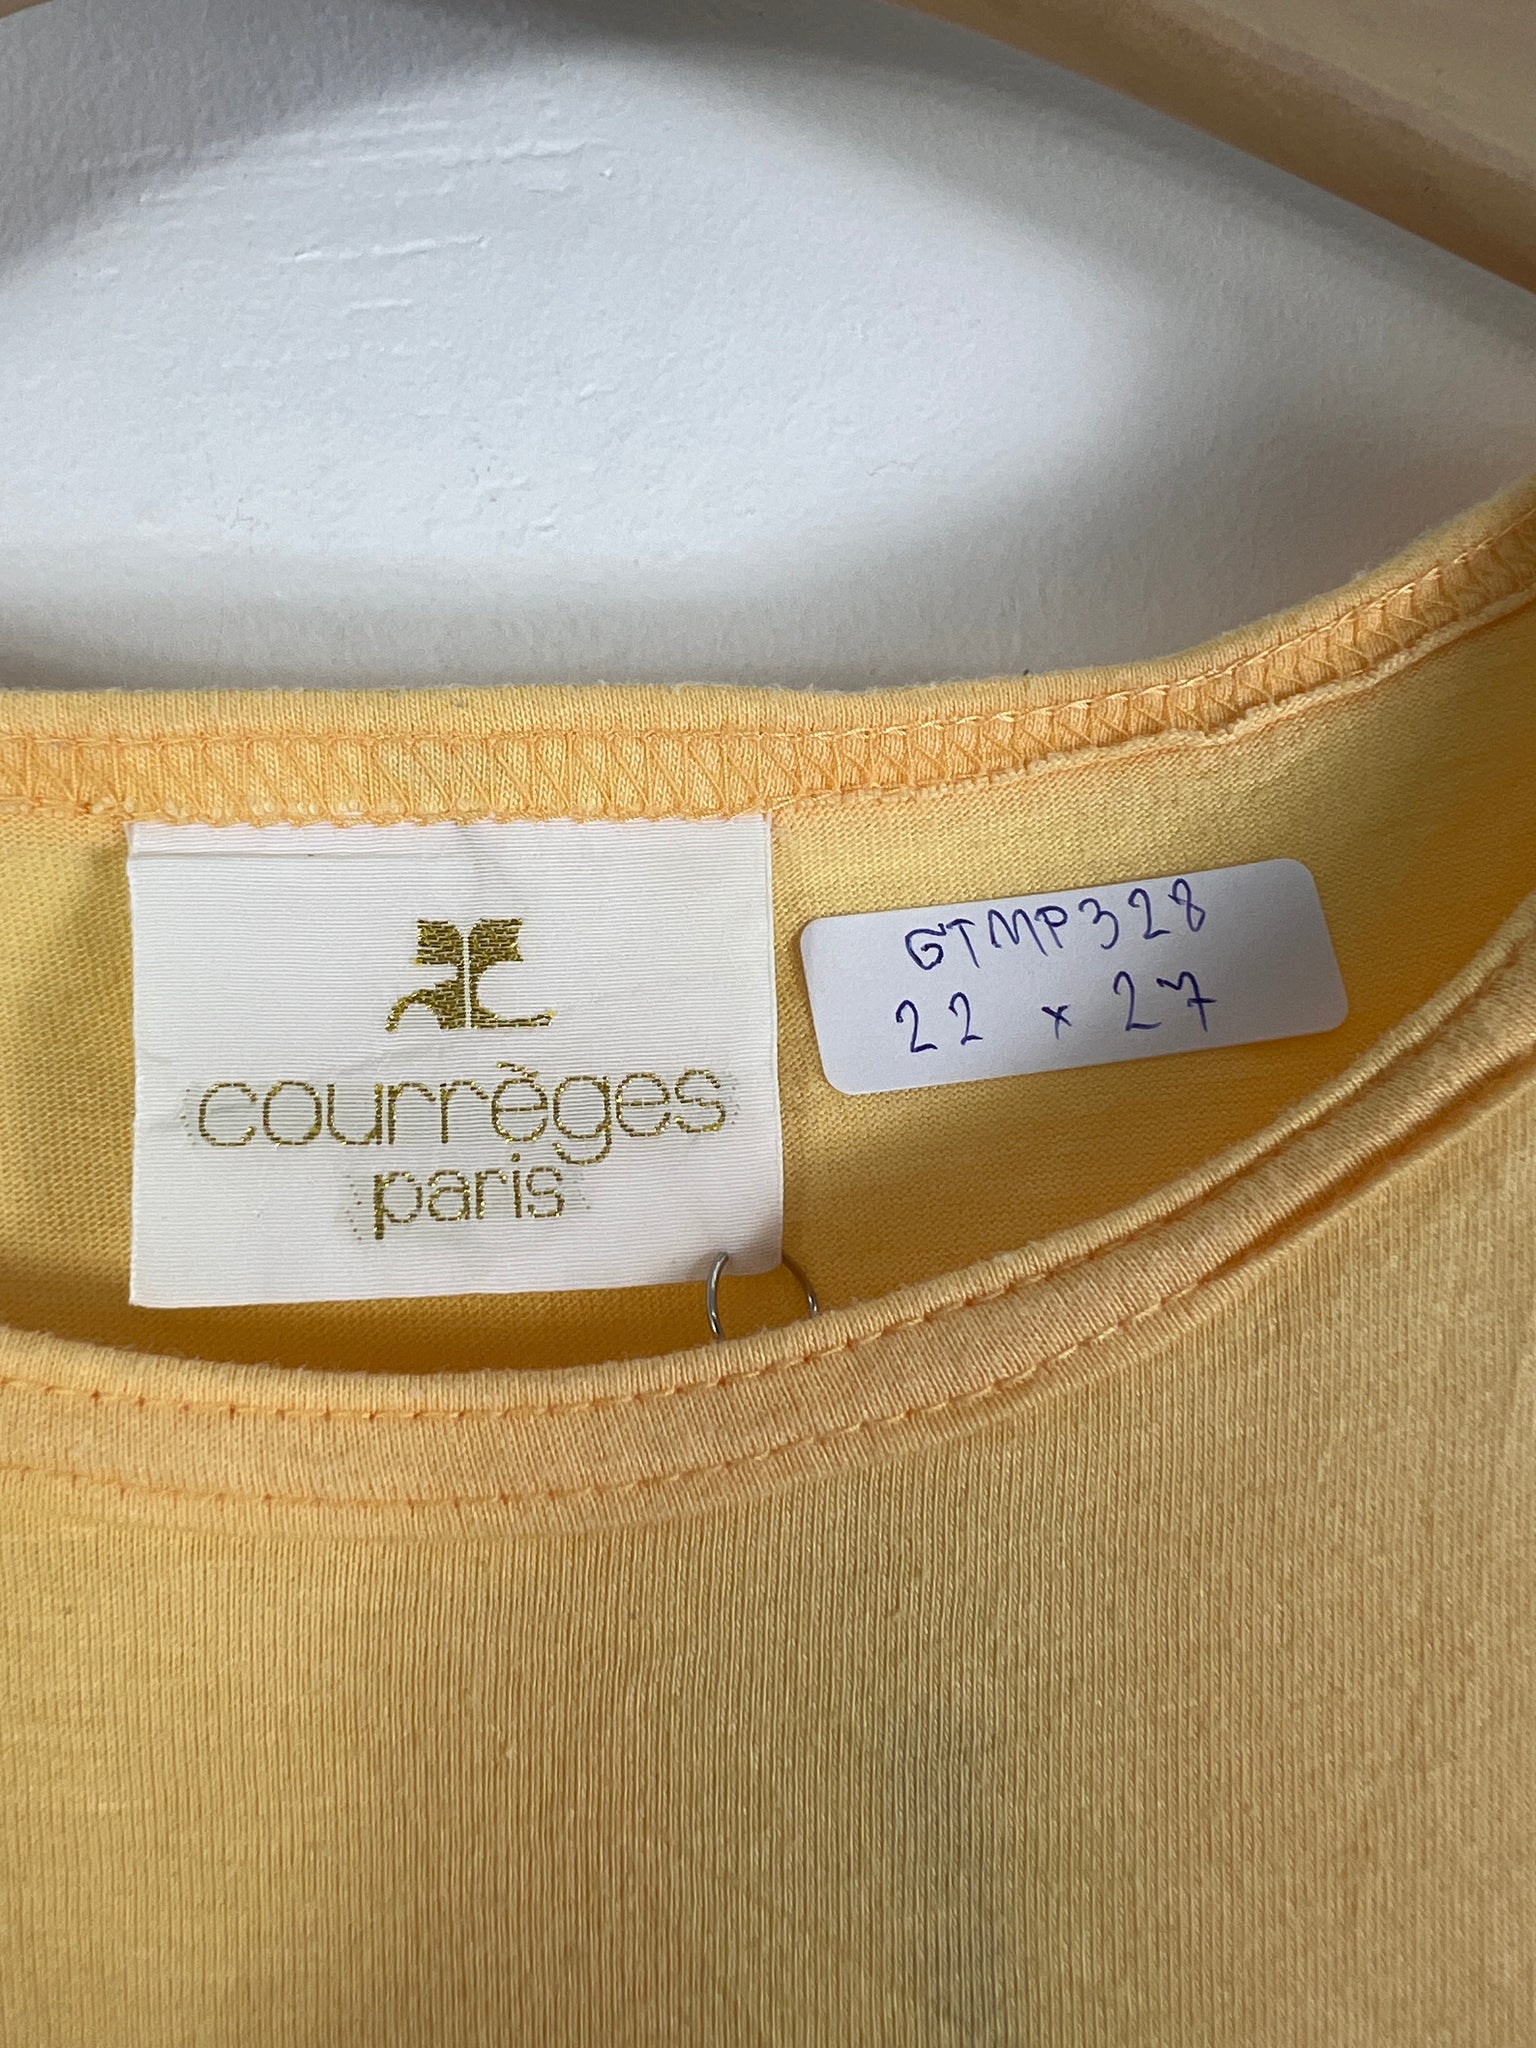 courrèges
paris
GTMP328
22 x 27